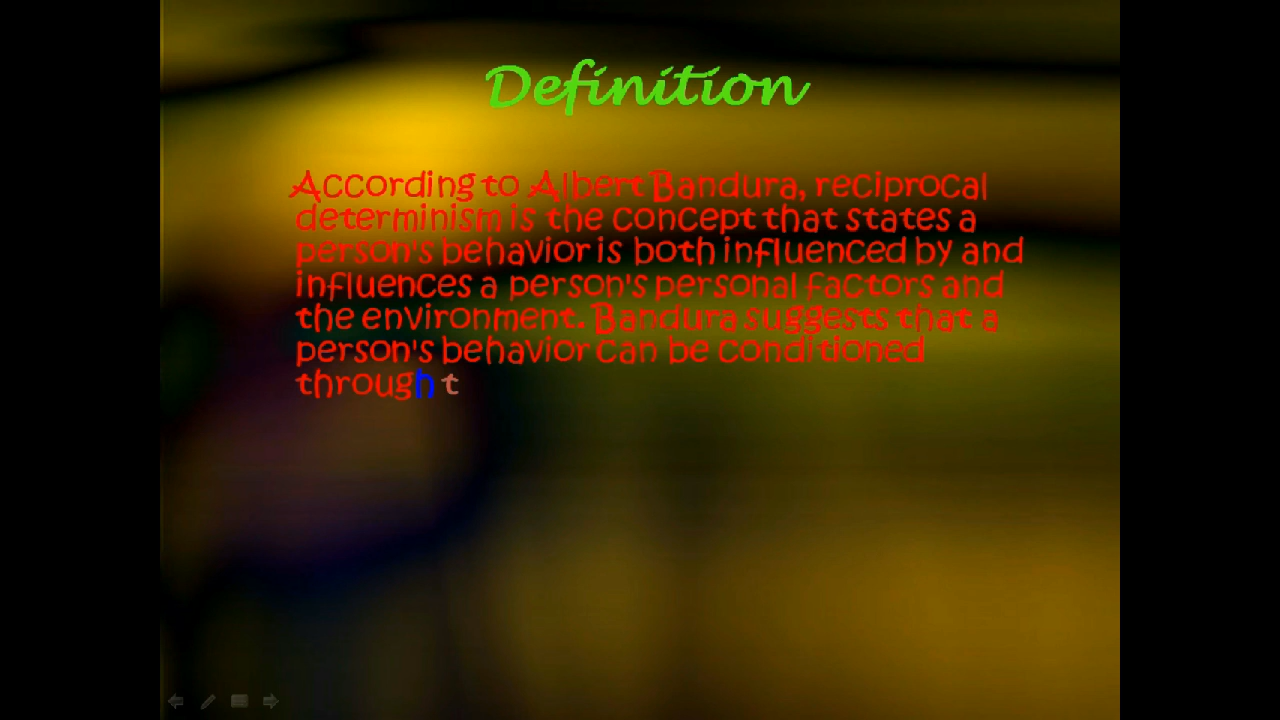 Definition
According to Albert Bandura, reciprocal
determinism is the concept that states a
person's behavior is both influenced by and
influences a person's personal factors and
the environment. Bandura suggests that a
person's behavior can be conditioned
through t